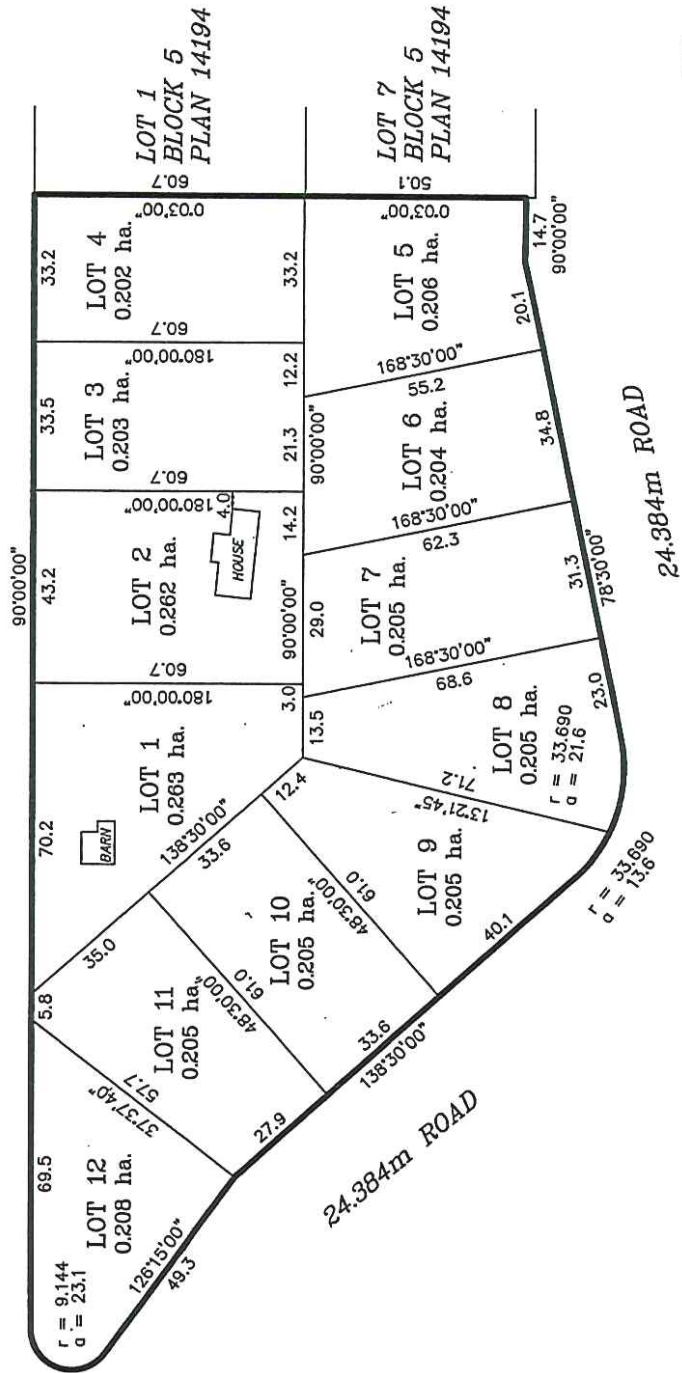 90°00'00"
70.2
43.2
33.5
33.2
5.8
69.5
LOT 1
BLOCK 5
PLAN 14194
60.7
0°03'00"
LOT 4
0.202 ha.
33.2
60.7
180°00'00"
LOT 3
0.203 ha.
12.2
21.3
60.7
180°00'00"
4.0
HOUSE
LOT 2
0.262 ha.
14.2
90°00'00"
90°00'00"
60.7
180°00'00"
3.0
LOT 1
0.263 ha.
BARN
138°30'00"
33.6
35.0
12.4
13.5
29.0
LOT 7
BLOCK 5
PLAN 14194
50.1
0°03'00"
LOT 5
0.206 ha.
14.7
90°00'00"
20.1
168°30'00"
55.2
LOT 6
0.204 ha.
34.8
168°30'00"
62.3
LOT 7
0.205 ha.
31.3
78°30'00"
168°30'00"
68.6
LOT 8
0.205 ha.
r = 33.690
a = 21.6
23.0
71.2
13°21'45"
LOT 9
0.205 ha.
r = 33.690
a = 13.6
40.1
61.0
48°30'00"
LOT 10
0.205 ha.
33.6
138°30'00"
61.0
48°30'00"
LOT 11
0.205 ha.
27.9
57.7
37°37'40"
LOT 12
0.208 ha.
r = 9.144
a = 23.1
126°15'00"
49.3
24.384m ROAD
24.384m ROAD